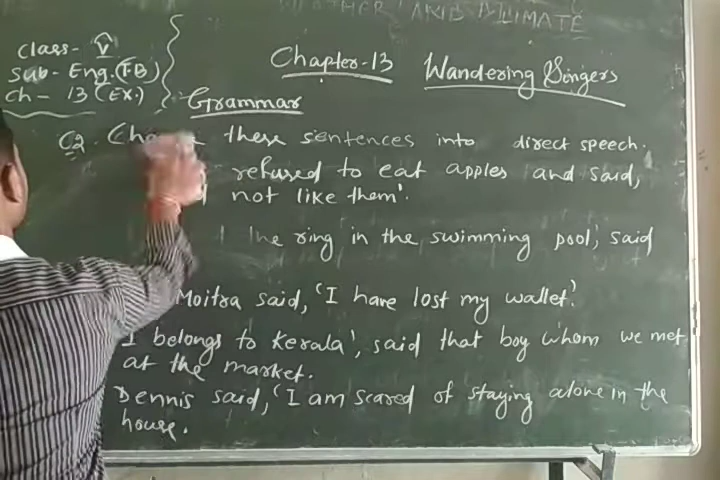 Class- V
Sub- Eng.(FB)
Ch- 13 (Ex.)
Chapter-13 Wandering Singers
Grammar
C2. these sentences into direct speech.
refused to eat apples and said,
not like them'.
the ring in the swimming pool,' said
Moitra said, 'I have lost my wallet'.
I belongs to Kerala', said that boy whom we met
at the market.
Dennis said, 'I am scared of staying alone in the
house.